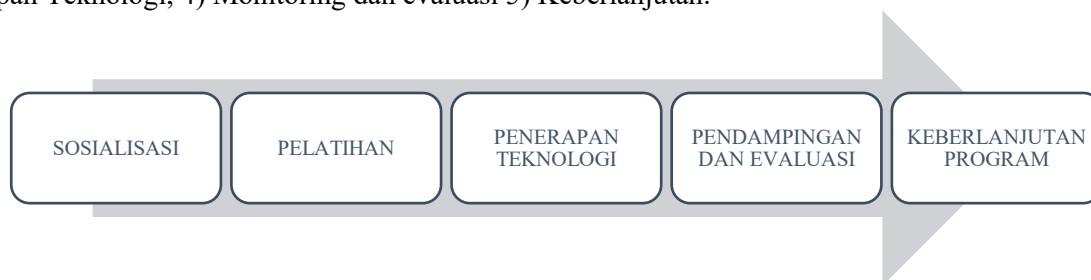 Teknologi, 4) Monitoring dan evaluasi 5) Keberlanjutan.
SOSIALISASI
PELATIHAN
PENERAPAN
TEKNOLOGI
PENDAMPINGAN
DAN EVALUASI
KEBERLANJUTAN
PROGRAM